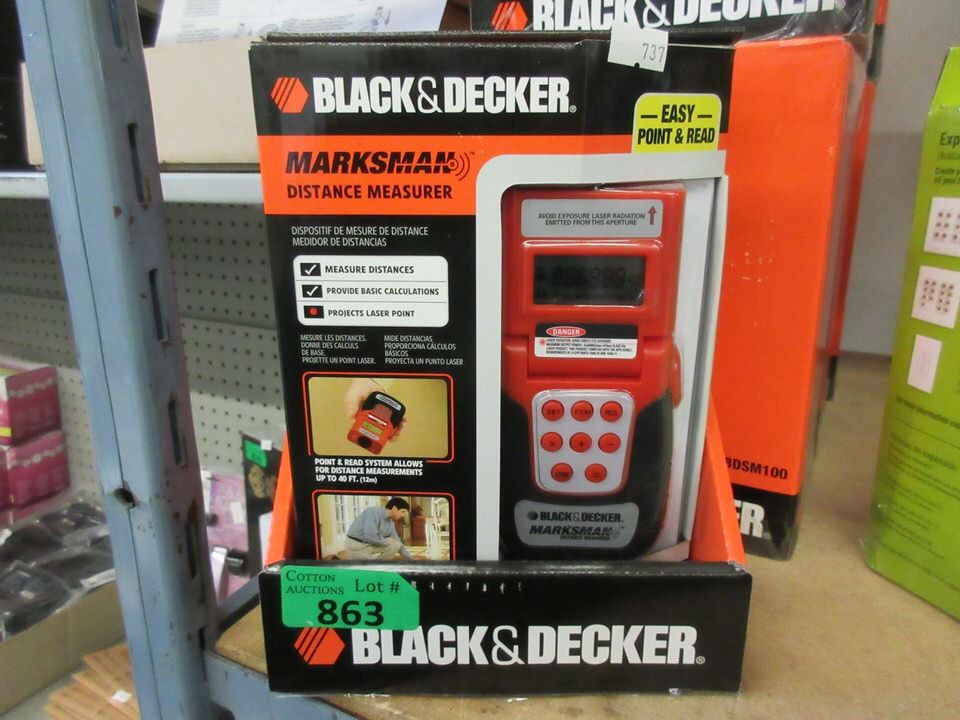 BLACK&DECKER
737
BLACK&DECKER®
EASY
POINT & READ
MARKSMAN™
DISTANCE MEASURER
DISPOSITIF DE MESURE DE DISTANCE
MEDIDOR DE DISTANCIAS
MEASURE DISTANCES
PROVIDE BASIC CALCULATIONS
PROJECTS LASER POINT
MESURE LES DISTANCES.
DONNE DES CALCULS
DE BASE.
PROJETTE UN POINT LASER.
MIDE DISTANCIAS
PROPORCIONA CÁLCULOS
BÁSICOS
PROYECTA UN PUNTO LASER
POINT & READ SYSTEM ALLOWS
FOR DISTANCE MEASUREMENTS
UP TO 40 FT. (12m)
AVOID EXPOSURE LASER RADIATION
EMITTED FROM THIS APERTURE
DANGER
SET
FT/M
RCL
×
+
−
=
BLACK&DECKER.
MARKSMAN
DISTANCE MEASURER
BDSM100
ER
Exp
COTTON
AUCTIONS
Lot #
863
BLACK&DECKER®